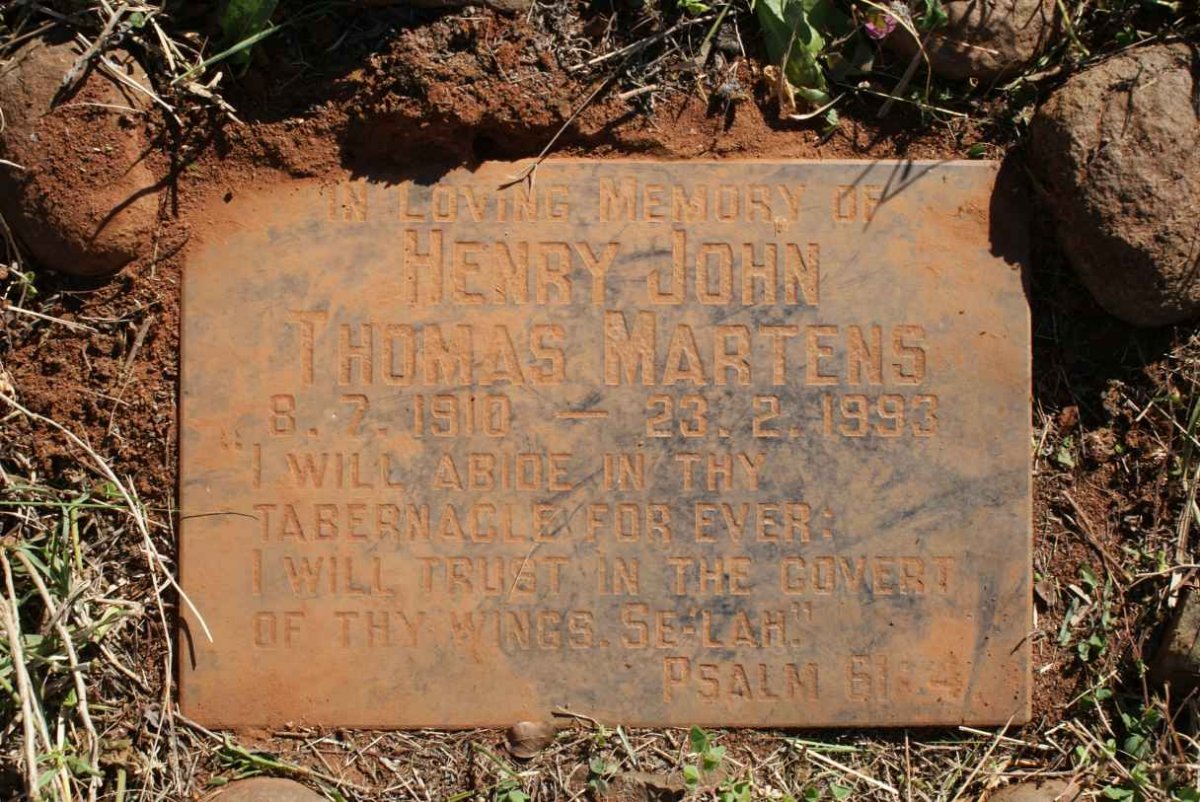 In Loving Memory of
Henry John
Thomas Martens
8. 7. 1910 — 23. 2. 1993
"I will abide in thy
tabernacle for ever:
I will trust in the covert
of thy wings. Se-lah."
Psalm 61:4